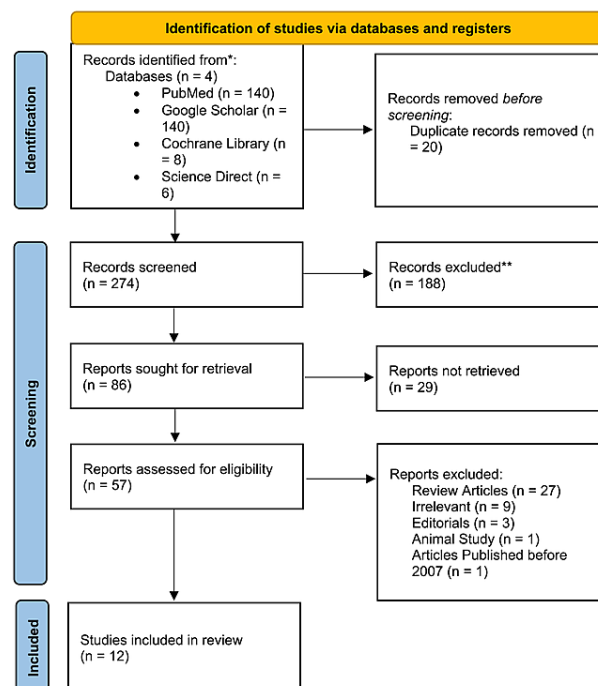 Identification of studies via databases and registers
Identification
Records identified from*:
Databases (n = 4)
• PubMed (n = 140)
• Google Scholar (n =
140)
• Cochrane Library (n
= 8)
• Science Direct (n =
6)
Records removed before
screening:
Duplicate records removed (n
= 20)
Screening
Records screened
(n = 274)
Records excluded**
(n = 188)
Reports sought for retrieval
(n = 86)
Reports not retrieved
(n = 29)
Reports assessed for eligibility
(n = 57)
Reports excluded:
Review Articles (n = 27)
Irrelevant (n = 9)
Editorials (n = 3)
Animal Study (n = 1)
Articles Published before
2007 (n = 1)
Included
Studies included in review
(n = 12)